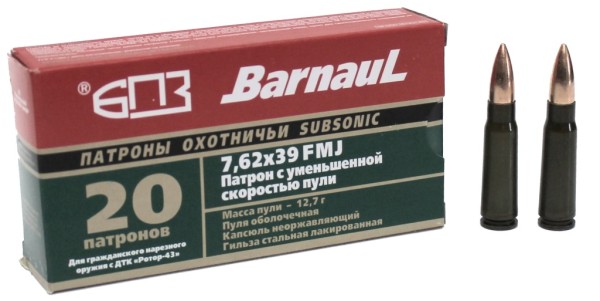 ® БПЗ Barnaul
ПАТРОНЫ ОХОТНИЧЬИ SUBSONIC
20
патронов
Для гражданского нарезного
оружия с ДТК «Ротор-43»
7,62x39 FMJ
Патрон с уменьшенной
скоростью пули
Масса пули – 12,7 г
Пуля оболочечная
Капсюль неоржавляющий
Гильза стальная лакированная